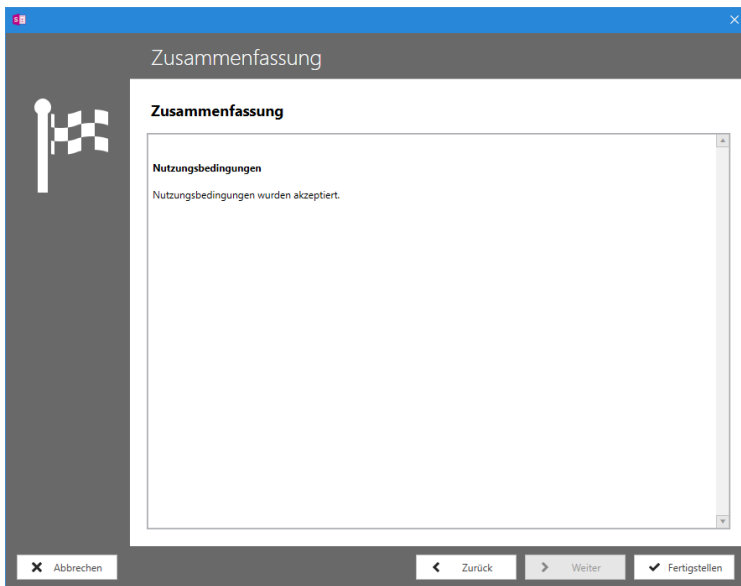 Zusammenfassung
Zusammenfassung
Nutzungsbedingungen
Nutzungsbedingungen wurden akzeptiert.
Abbrechen
Zurück
Weiter
Fertigstellen